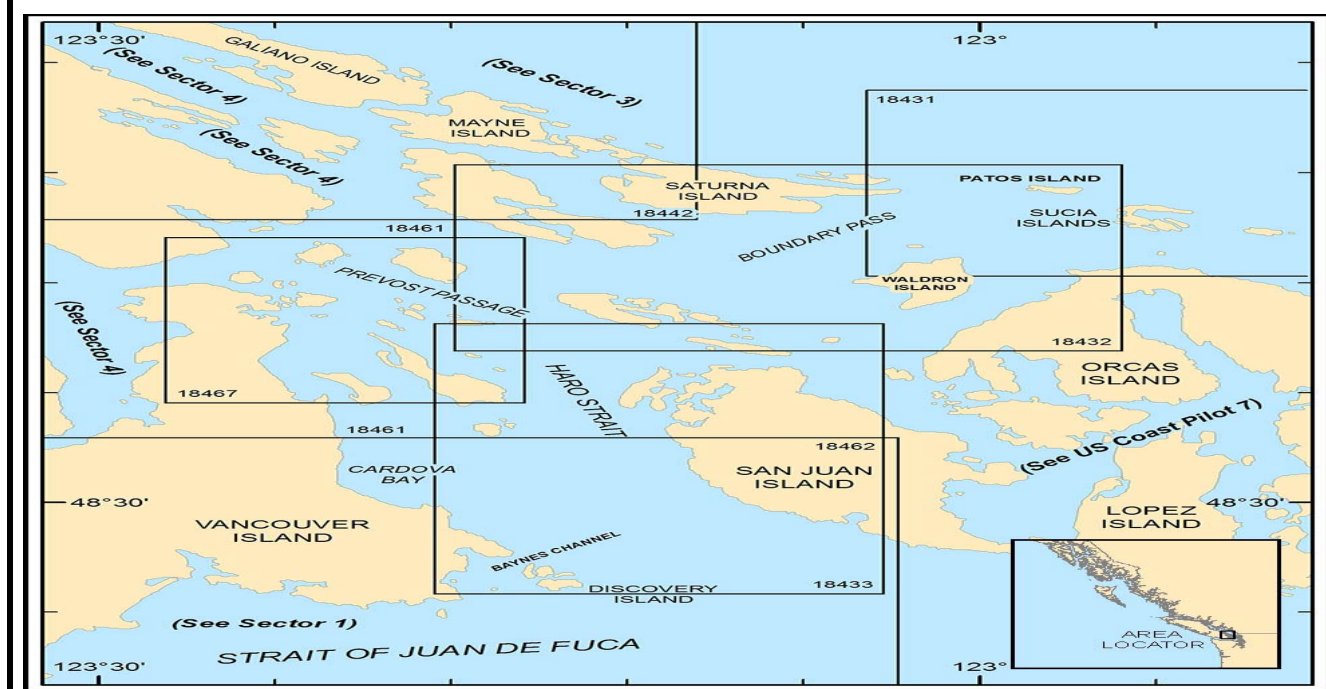 123°30'
123°
GALIANO ISLAND
(See Sector 4)
(See Sector 3)
18431
MAYNE
ISLAND
(See Sector 4)
PATOS ISLAND
SATURNA
ISLAND
18442
SUCIA
ISLANDS
18461
BOUNDARY PASS
PREVOST PASSAGE
WALDRON
ISLAND
(See Sector 4)
18432
ORCAS
ISLAND
18467
HARO STRAIT
18461
18462
(See US Coast Pilot 7)
CARDOVA
BAY
SAN JUAN
ISLAND
48°30'
48°30'
LOPEZ
ISLAND
VANCOUVER
ISLAND
BAYNES CHANNEL
18433
DISCOVERY
ISLAND
(See Sector 1)
STRAIT OF JUAN DE FUCA
AREA
LOCATOR
123°30'
123°